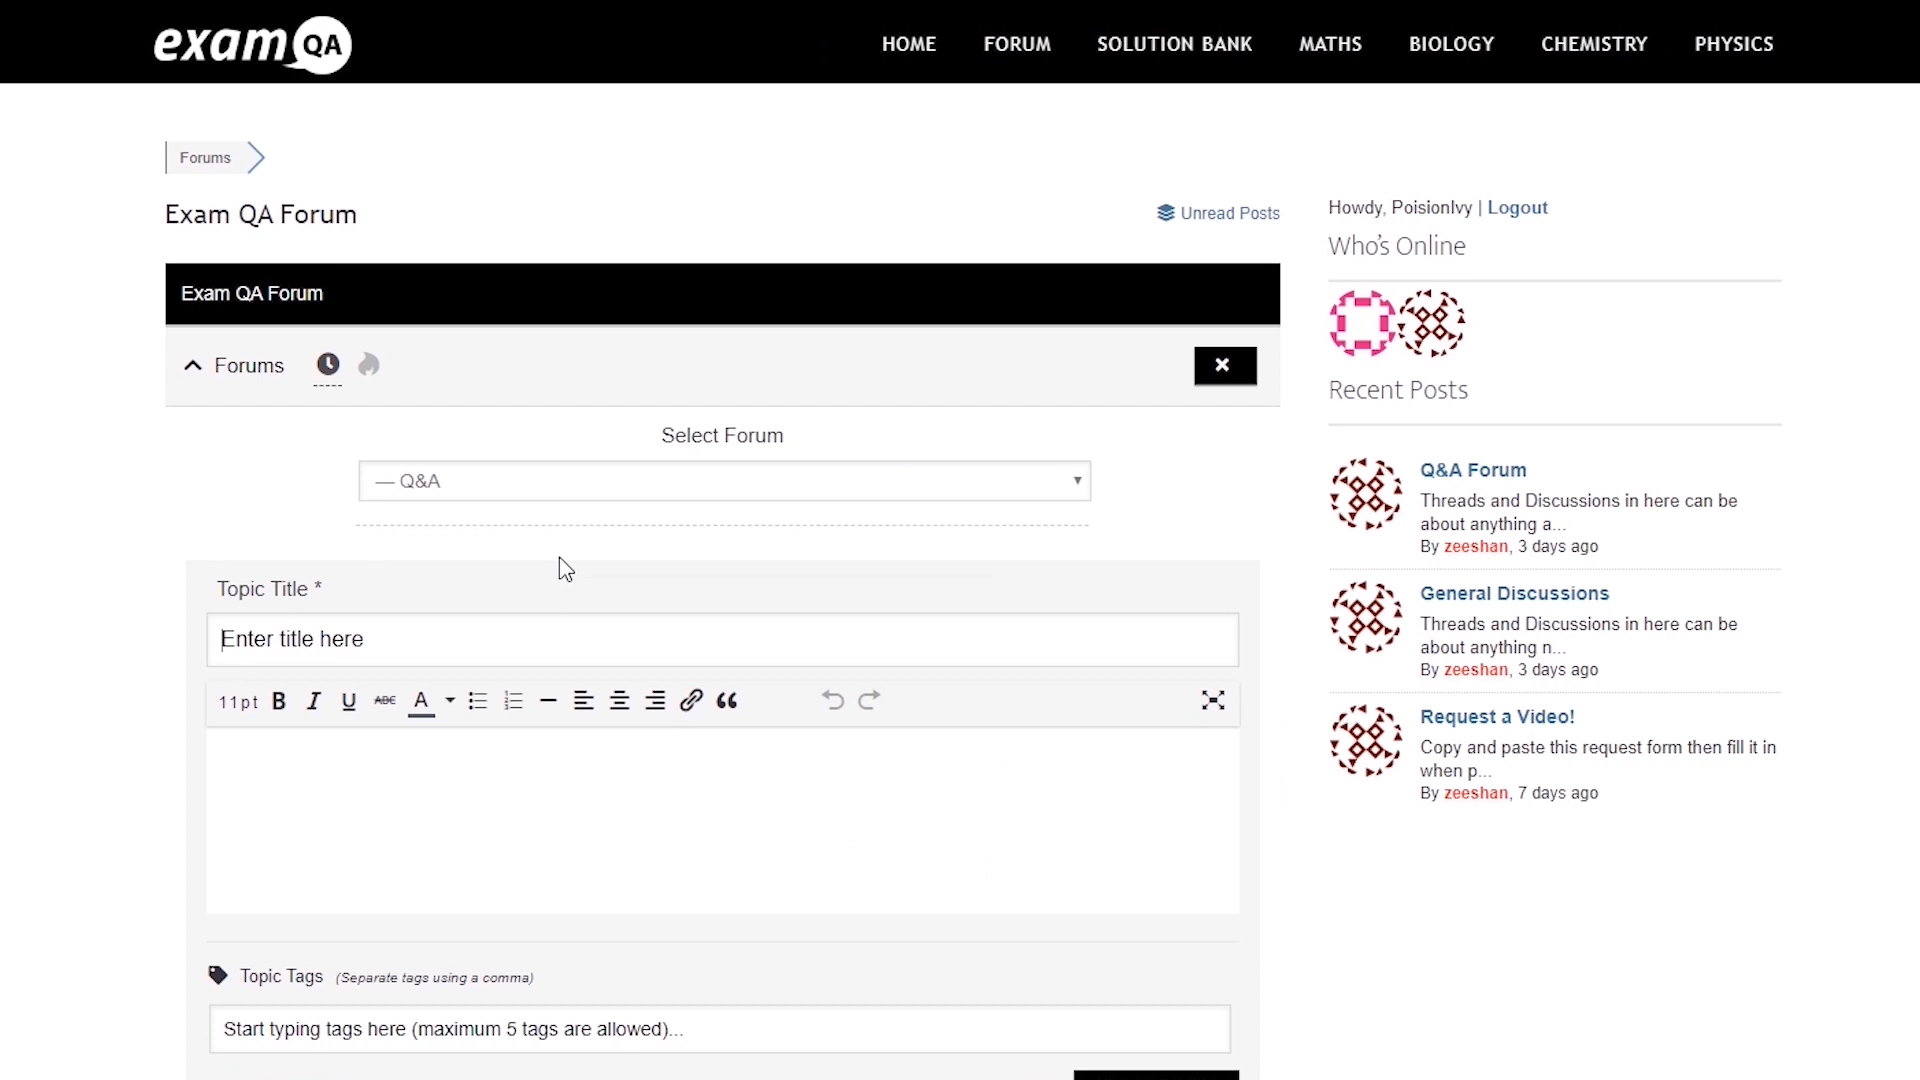 exam QA
HOME FORUM SOLUTION BANK MATHS BIOLOGY CHEMISTRY PHYSICS
Forums
Exam QA Forum
Unread Posts
Exam QA Forum
Forums
Select Forum
— Q&A
Topic Title *
Enter title here
11pt B I U ABC A
Topic Tags (Separate tags using a comma)
Start typing tags here (maximum 5 tags are allowed)...
Howdy, PoisionIvy | Logout
Who's Online
Recent Posts
Q&A Forum
Threads and Discussions in here can be
about anything a...
By zeeshan, 3 days ago
General Discussions
Threads and Discussions in here can be
about anything n...
By zeeshan, 3 days ago
Request a Video!
Copy and paste this request form then fill it in
when p...
By zeeshan, 7 days ago